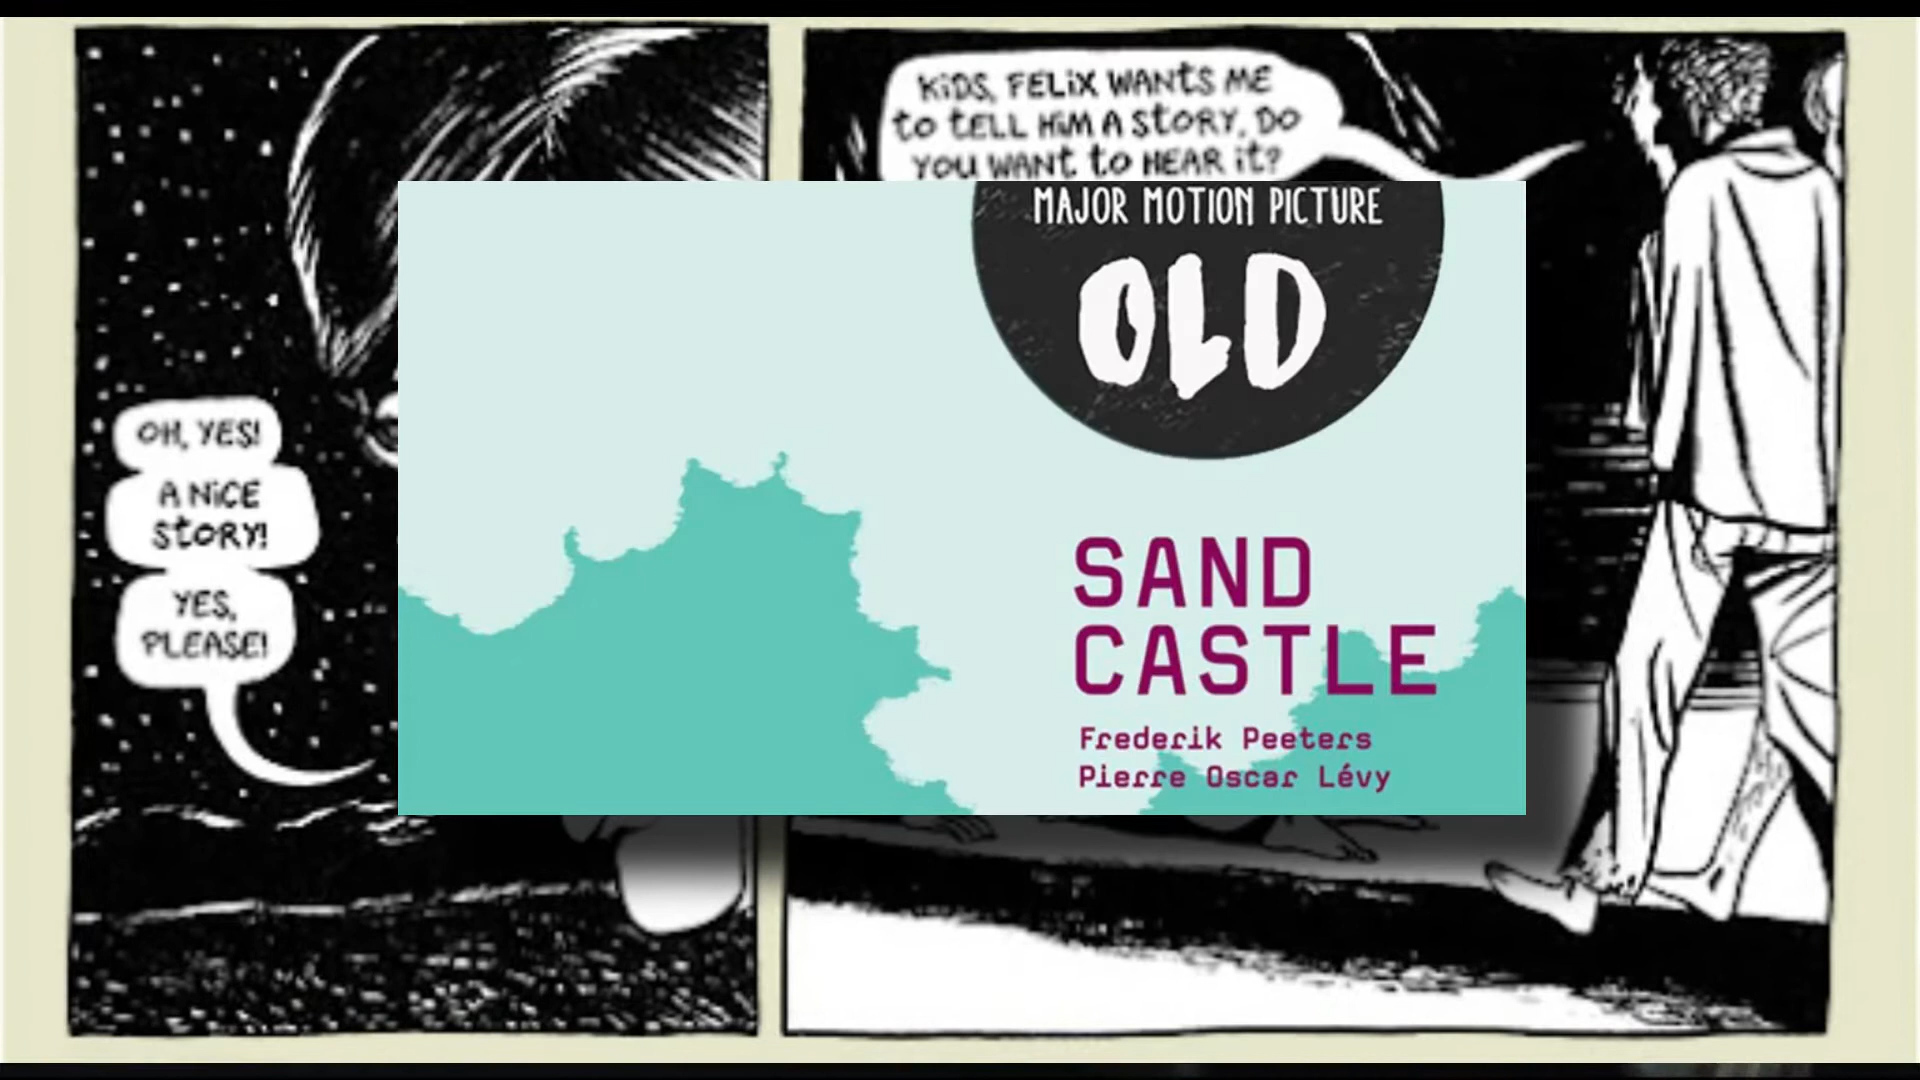 KiDS, FELiX WANtS ME
to tELL HiM A StORY. DO
YOU WANt to HEAR it?
OH, YES!
A NiCE
StORY!
YES,
PLEASE!
MAJOR MOTION PICTURE
OLD
SAND
CASTLE
Frederik Peeters
Pierre Oscar Lévy